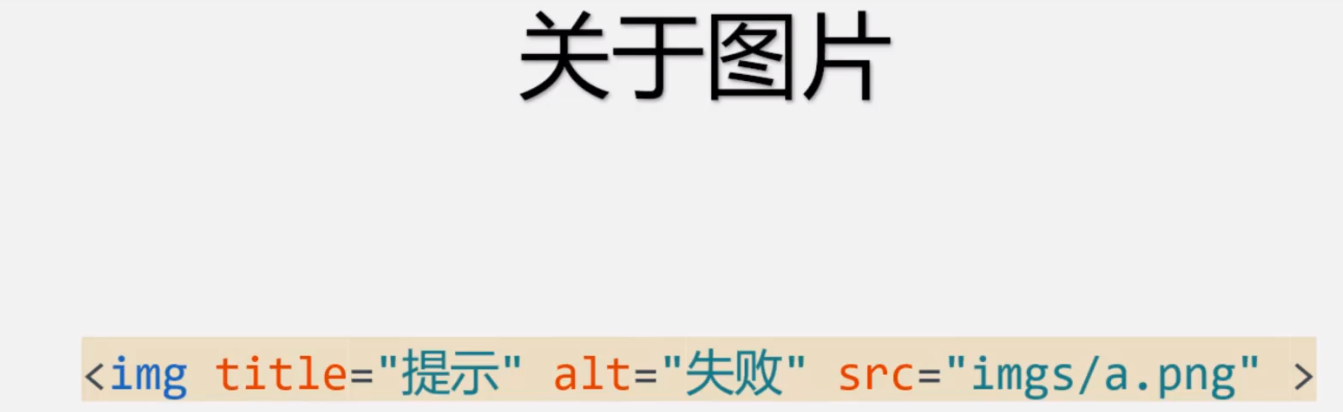 关于图片
<img title="提示" alt="失败" src="imgs/a.png" >